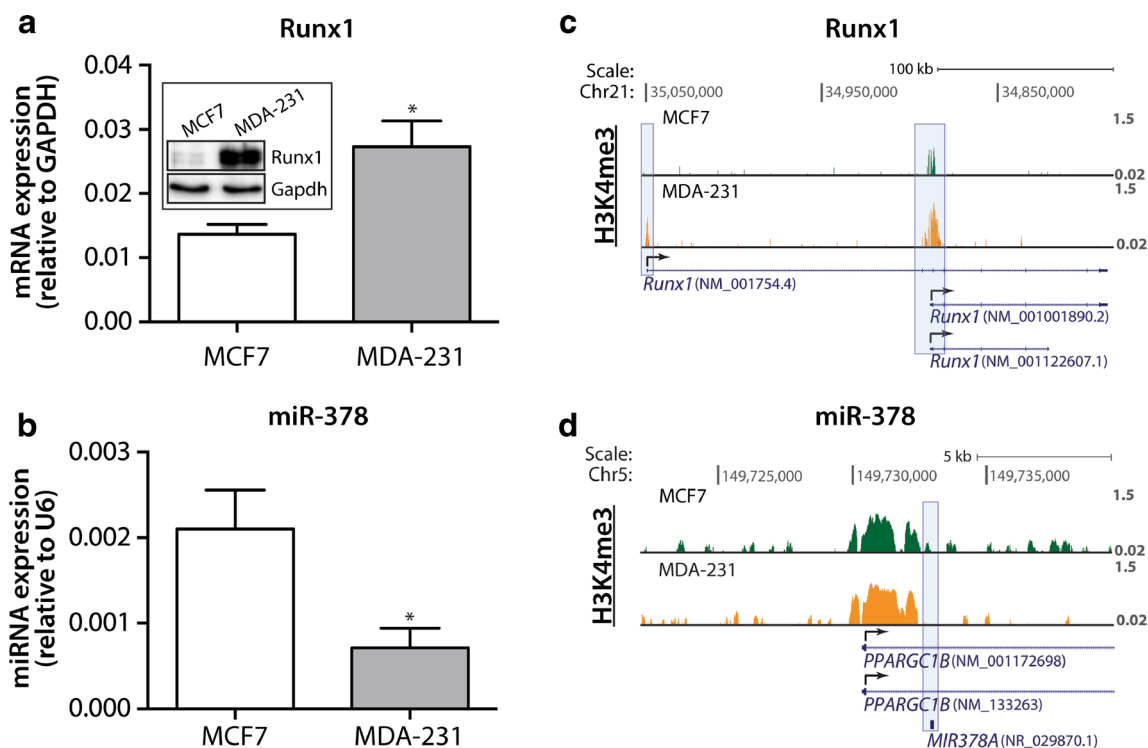 a
Runx1
mRNA expression
(relative to GAPDH)
0.04
0.03
0.02
0.01
0.00
MCF7
MDA-231
Runx1
Gapdh
*
MCF7
MDA-231
b
miR-378
miRNA expression
(relative to U6)
0.003
0.002
0.001
0.000
*
MCF7
MDA-231
c
Runx1
Scale:
100 kb
Chr21:
35,050,000
34,950,000
34,850,000
H3K4me3
MCF7
1.5
0.02
MDA-231
1.5
0.02
Runx1 (NM_001754.4)
Runx1 (NM_001001890.2)
Runx1 (NM_001122607.1)
d
miR-378
Scale:
5 kb
Chr5:
149,725,000
149,730,000
149,735,000
H3K4me3
MCF7
1.5
0.02
MDA-231
1.5
0.02
PPARGC1B (NM_001172698)
PPARGC1B (NM_133263)
MIR378A (NR_029870.1)